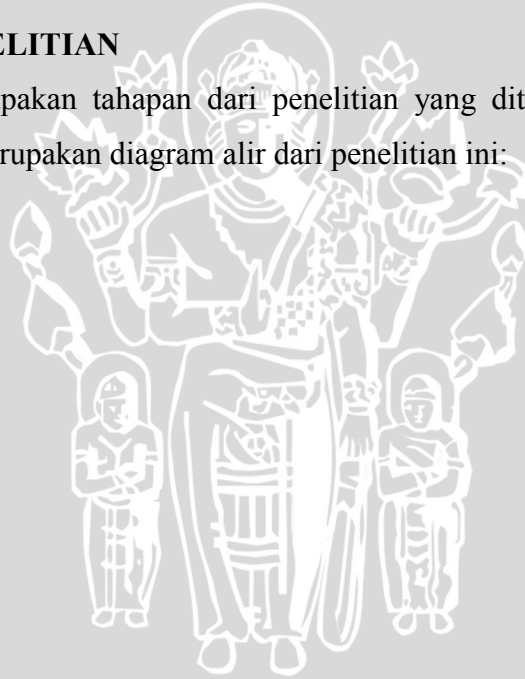 ELITIAN
pakan tahapan dari penelitian yang dit
rupakan diagram alir dari penelitian ini: